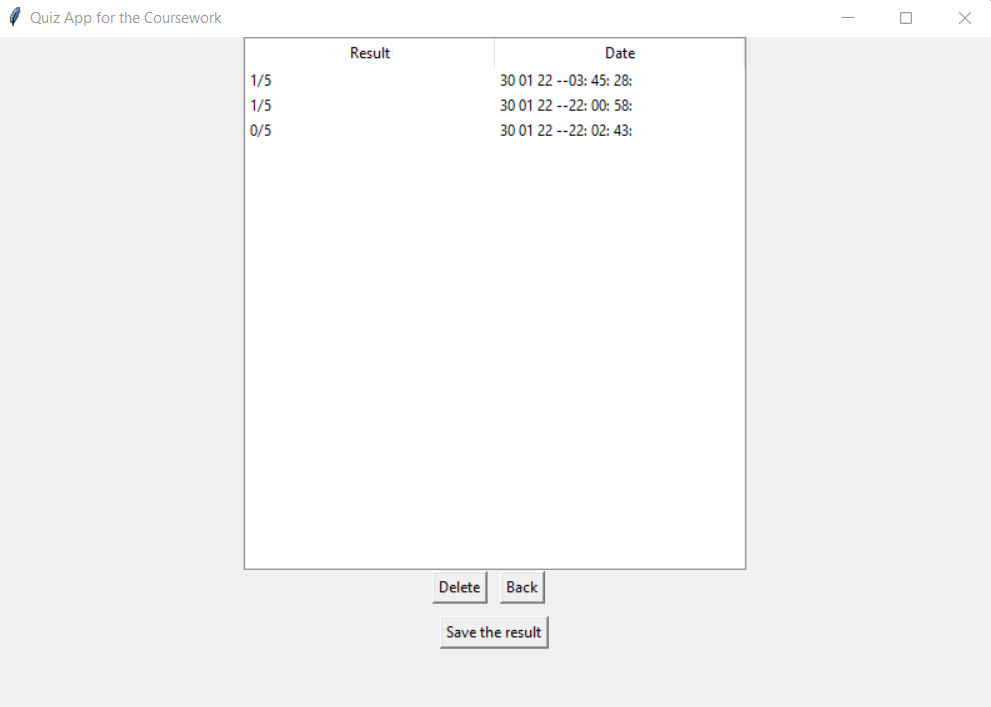 Quiz App for the Coursework
Result Date
1/5 30 01 22 --03: 45: 28:
1/5 30 01 22 --22: 00: 58:
0/5 30 01 22 --22: 02: 43:
Delete Back
Save the result